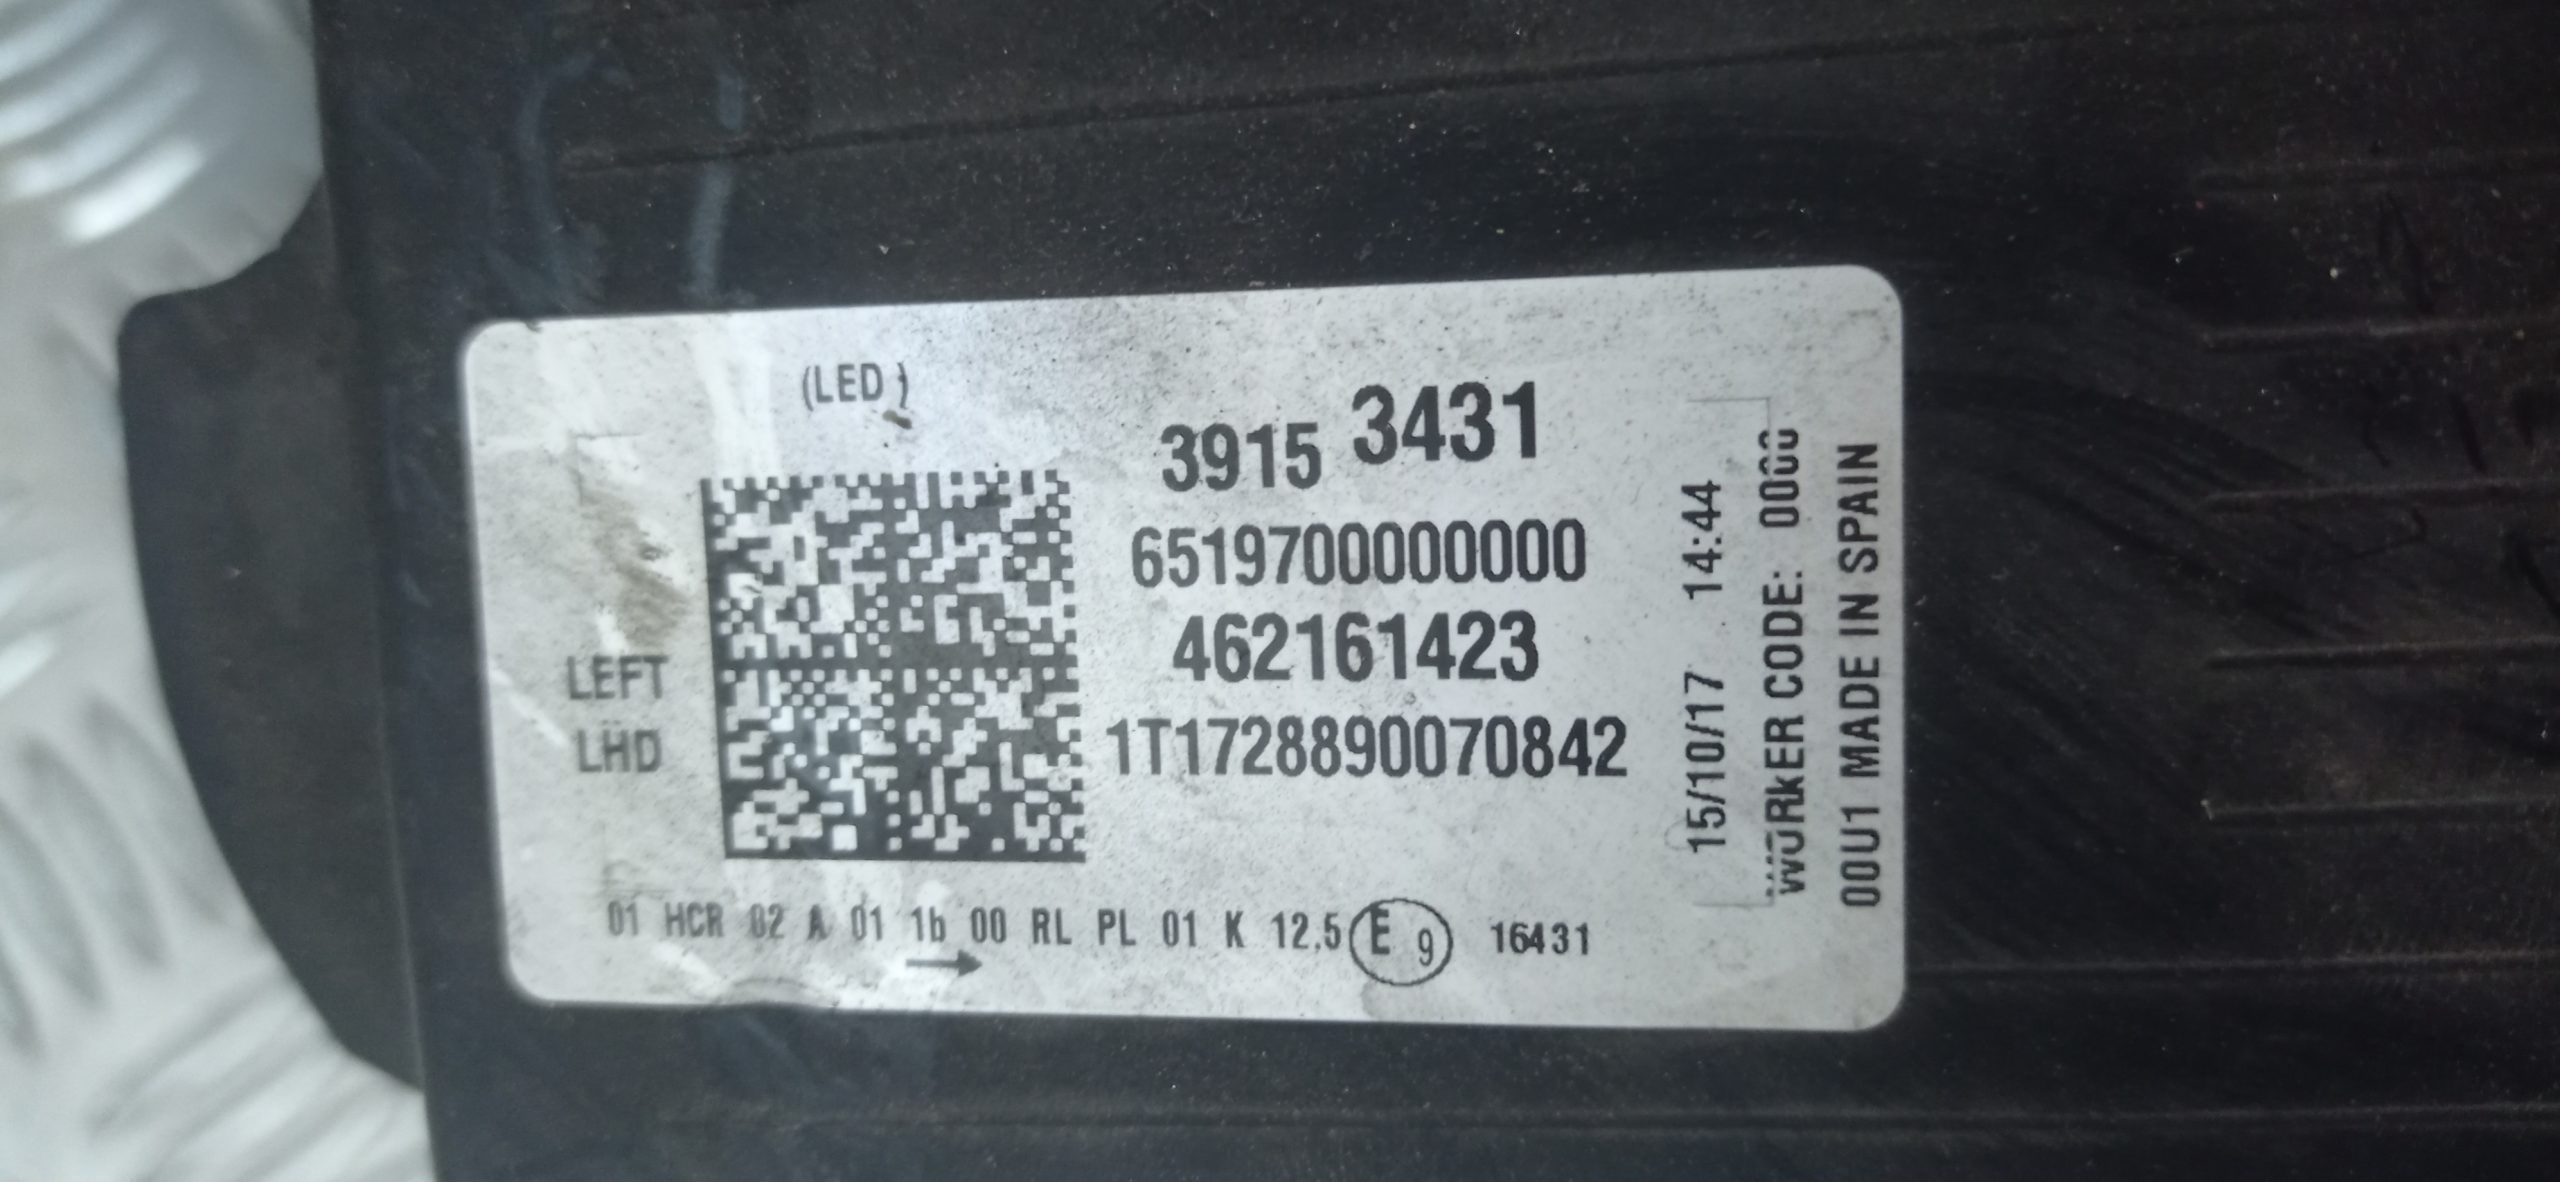 (LED)
3915 3431
6519700000000
462161423
1T1728890070842
LEFT
LHD
01 HCR 02 A 01 1b 00 RL PL 01 K 12,5 E 9 16431
15/10/17 14:44
WORKER CODE: 0000
00U1 MADE IN SPAIN